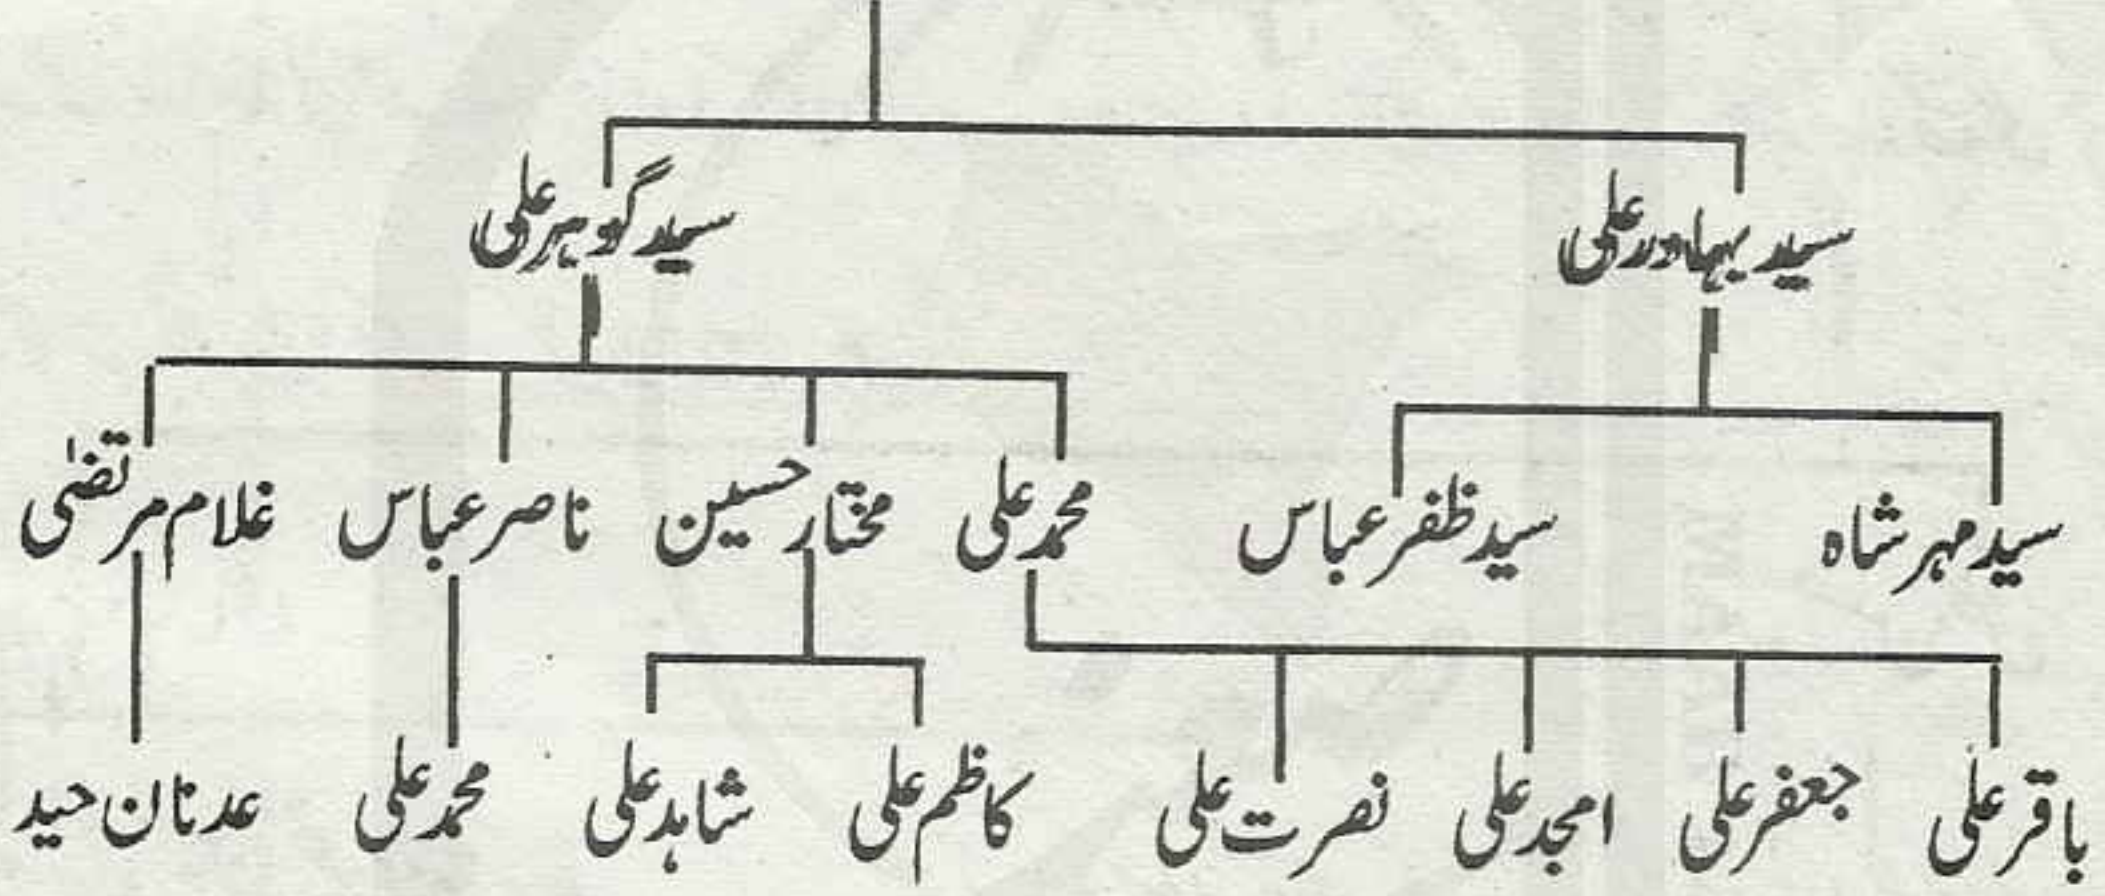 سید بہادر علی سید گوہر علی
سید مہر شاہ سید ظفر عباس محمد علی مختار حسین ناصر عباس غلام مرتضیٰ
باقر علی جعفر علی امجد علی نصرت علی کاظم علی شاہد علی محمد علی عدنان حید